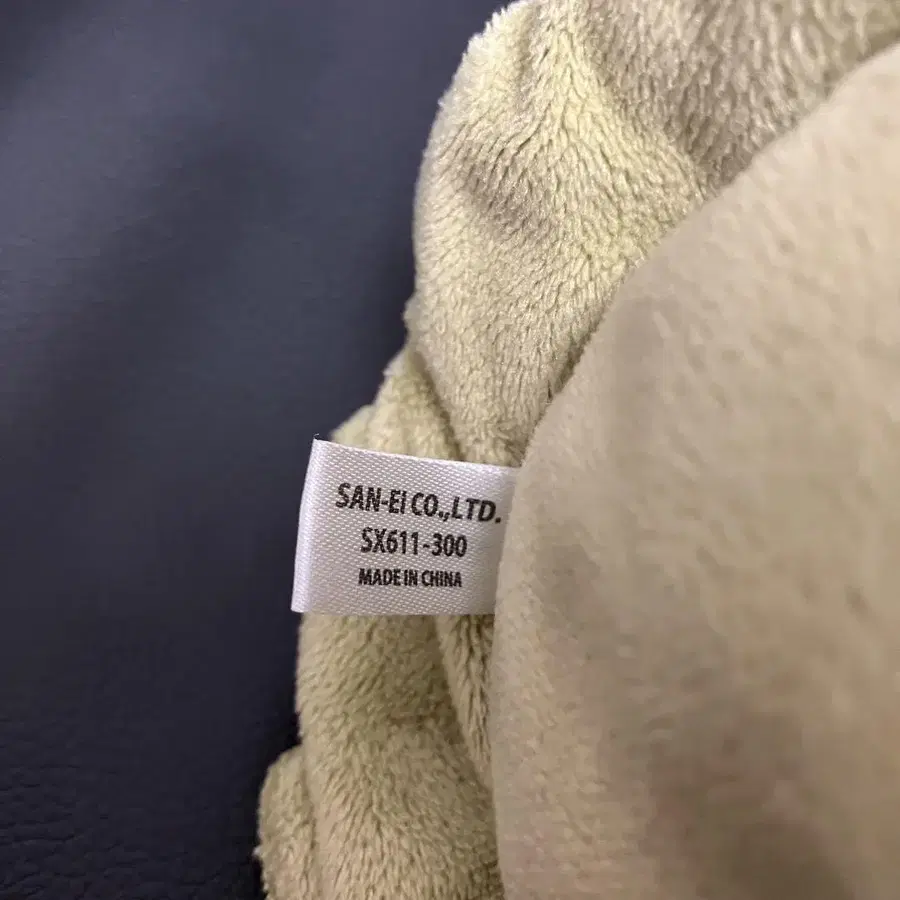 SAN-EI CO.,LTD.
SX611-300
MADE IN CHINA